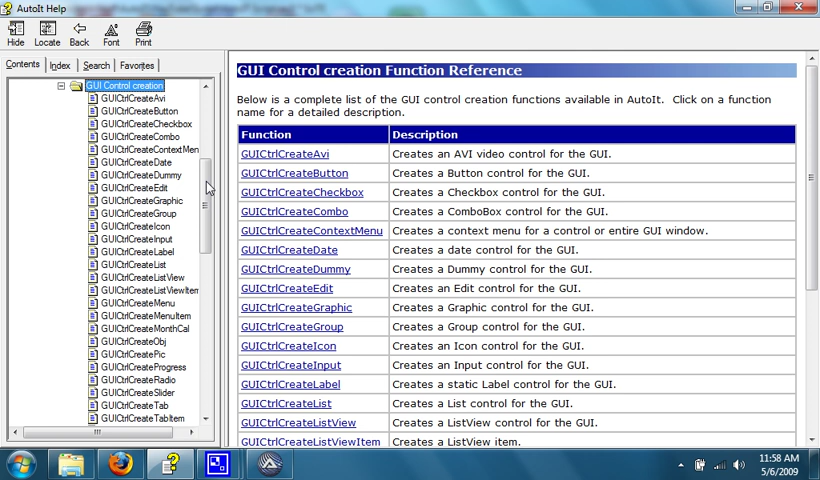 AutoIt Help
Hide Locate Back Font Print
Contents Index Search Favorites
GUI Control creation
GUICtrlCreateAvi
GUICtrlCreateButton
GUICtrlCreateCheckbox
GUICtrlCreateCombo
GUICtrlCreateContextMen
GUICtrlCreateDate
GUICtrlCreateDummy
GUICtrlCreateEdit
GUICtrlCreateGraphic
GUICtrlCreateGroup
GUICtrlCreateIcon
GUICtrlCreateInput
GUICtrlCreateLabel
GUICtrlCreateList
GUICtrlCreateListView
GUICtrlCreateListViewItem
GUICtrlCreateMenu
GUICtrlCreateMenuItem
GUICtrlCreateMonthCal
GUICtrlCreateObj
GUICtrlCreatePic
GUICtrlCreateProgress
GUICtrlCreateRadio
GUICtrlCreateSlider
GUICtrlCreateTab
GUICtrlCreateTabItem
GUI Control creation Function Reference
Below is a complete list of the GUI control creation functions available in AutoIt. Click on a function
name for a detailed description.
Function Description
GUICtrlCreateAvi Creates an AVI video control for the GUI.
GUICtrlCreateButton Creates a Button control for the GUI.
GUICtrlCreateCheckbox Creates a Checkbox control for the GUI.
GUICtrlCreateCombo Creates a ComboBox control for the GUI.
GUICtrlCreateContextMenu Creates a context menu for a control or entire GUI window.
GUICtrlCreateDate Creates a date control for the GUI.
GUICtrlCreateDummy Creates a Dummy control for the GUI.
GUICtrlCreateEdit Creates an Edit control for the GUI.
GUICtrlCreateGraphic Creates a Graphic control for the GUI.
GUICtrlCreateGroup Creates a Group control for the GUI.
GUICtrlCreateIcon Creates an Icon control for the GUI.
GUICtrlCreateInput Creates an Input control for the GUI.
GUICtrlCreateLabel Creates a static Label control for the GUI.
GUICtrlCreateList Creates a List control for the GUI.
GUICtrlCreateListView Creates a ListView control for the GUI.
GUICtrlCreateListViewItem Creates a ListView item.
11:58 AM
5/6/2009